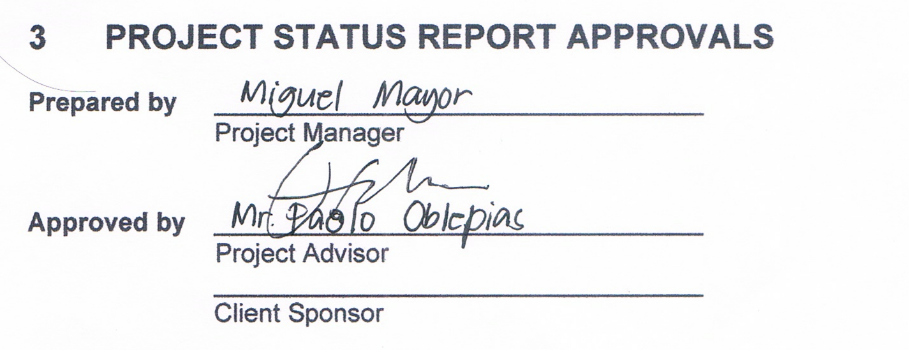 3 PROJECT STATUS REPORT APPROVALS
Prepared by Miguel Mayor
Project Manager
Approved by Mr. Paolo Oblepias
Project Advisor
Client Sponsor